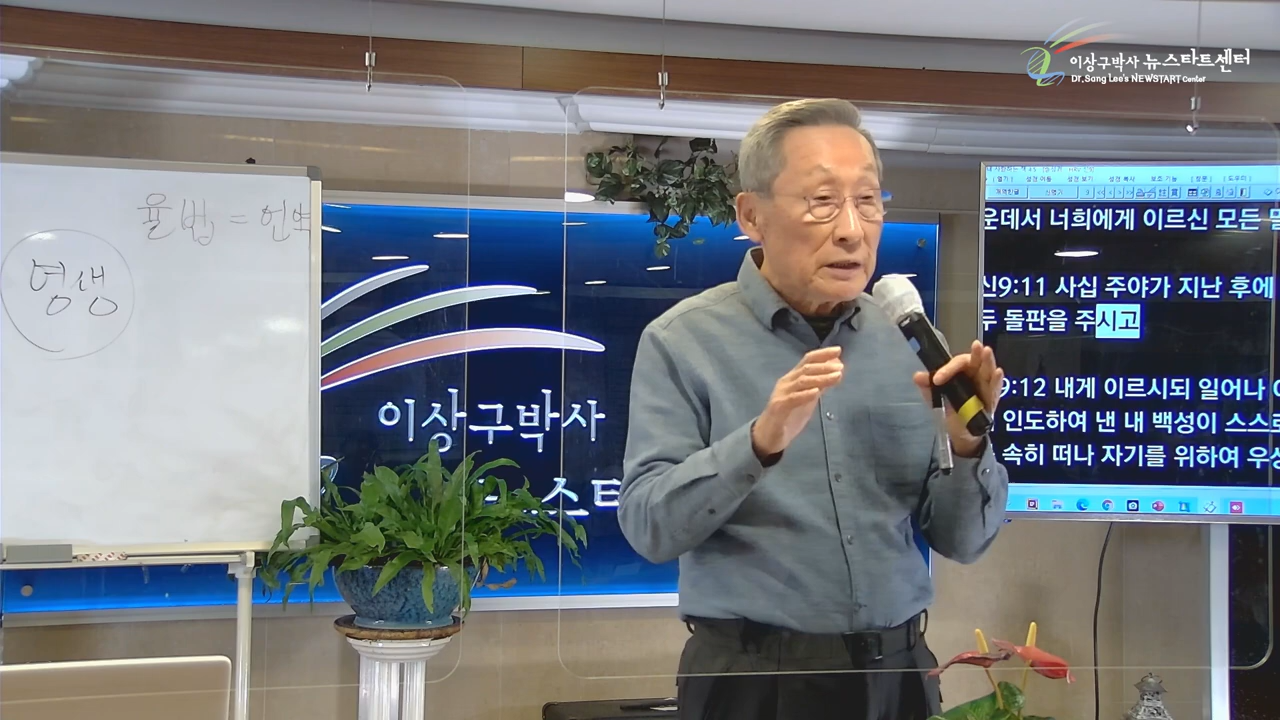 이상구박사 뉴스타트센터
Dr. Sang Lee's NEWSTART Center
율법 = 언약
영생
이상구박사
스타
운데서 너희에게 이르신 모든 말
신9:11 사십 주야가 지난 후에
두 돌판을 주시고
9:12 내게 이르시되 일어나
인도하여 낸 내 백성이 스스로
속히 떠나 자기를 위하여 우상